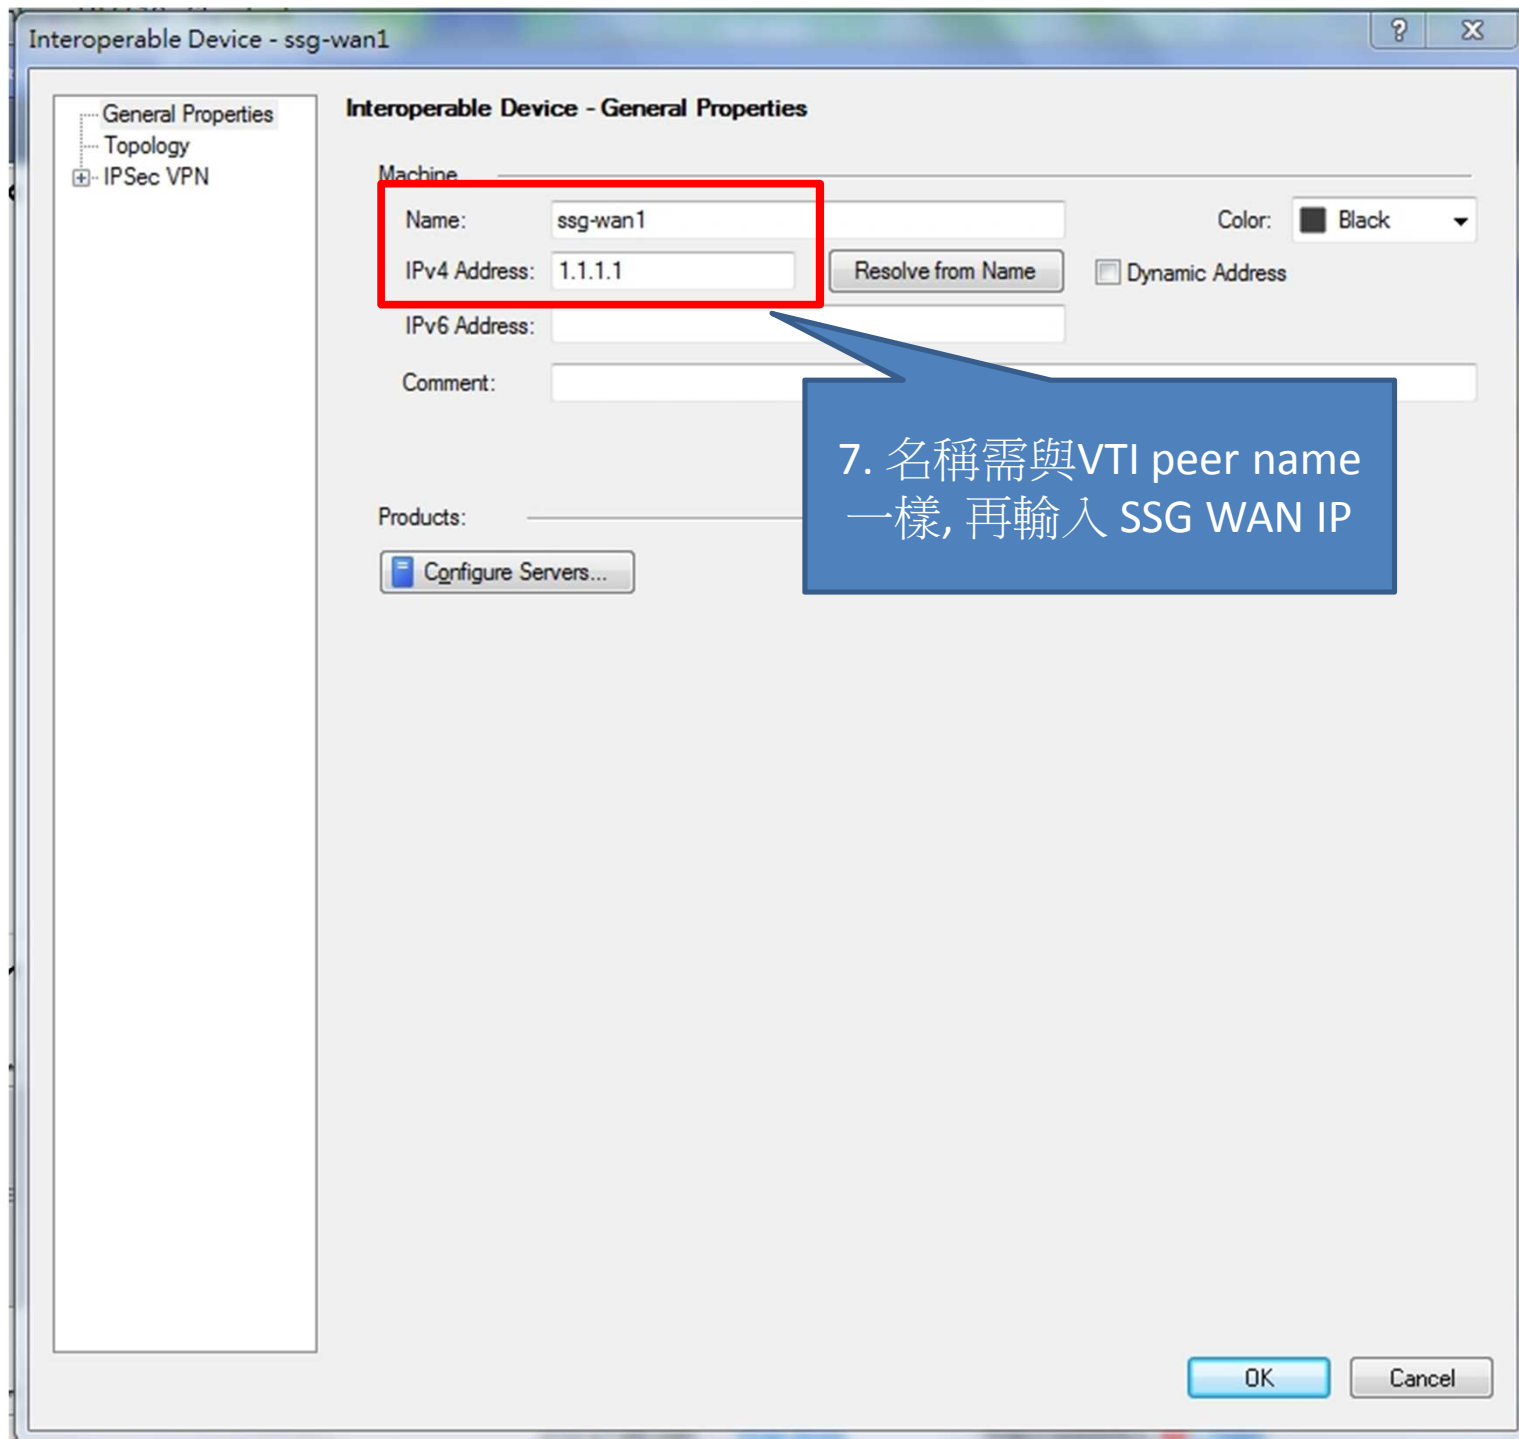 Interoperable Device - ssg-wan1
General Properties
Topology
IPSec VPN
Interoperable Device - General Properties
Machine
Name: ssg-wan1 Color: Black
IPv4 Address: 1.1.1.1 Resolve from Name Dynamic Address
IPv6 Address:
Comment:
7. 名稱需與VTI peer name
一樣, 再輸入 SSG WAN IP
Products:
Configure Servers...
OK Cancel